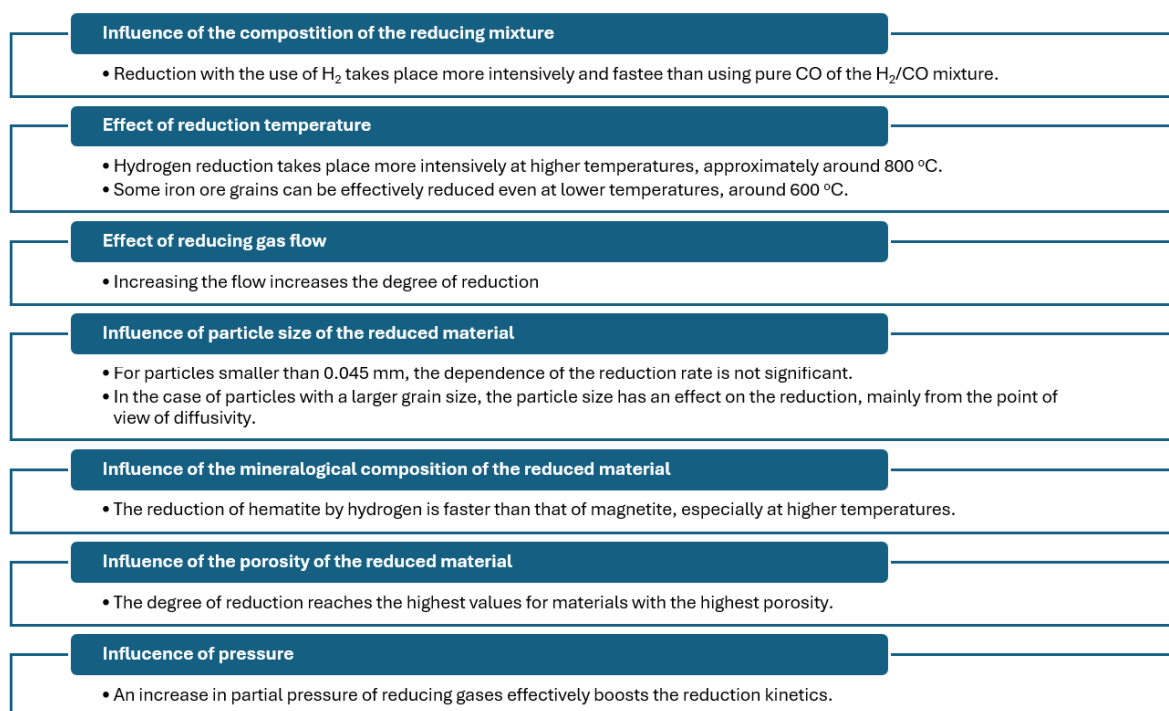 Influence of the compostition of the reducing mixture
• Reduction with the use of H₂ takes place more intensively and fastee than using pure CO of the H₂/CO mixture.
Effect of reduction temperature
• Hydrogen reduction takes place more intensively at higher temperatures, approximately around 800 °C.
• Some iron ore grains can be effectively reduced even at lower temperatures, around 600 °C.
Effect of reducing gas flow
• Increasing the flow increases the degree of reduction
Influence of particle size of the reduced material
• For particles smaller than 0.045 mm, the dependence of the reduction rate is not significant.
• In the case of particles with a larger grain size, the particle size has an effect on the reduction, mainly from the point of
view of diffusivity.
Influence of the mineralogical composition of the reduced material
• The reduction of hematite by hydrogen is faster than that of magnetite, especially at higher temperatures.
Influence of the porosity of the reduced material
• The degree of reduction reaches the highest values for materials with the highest porosity.
Influcence of pressure
• An increase in partial pressure of reducing gases effectively boosts the reduction kinetics.